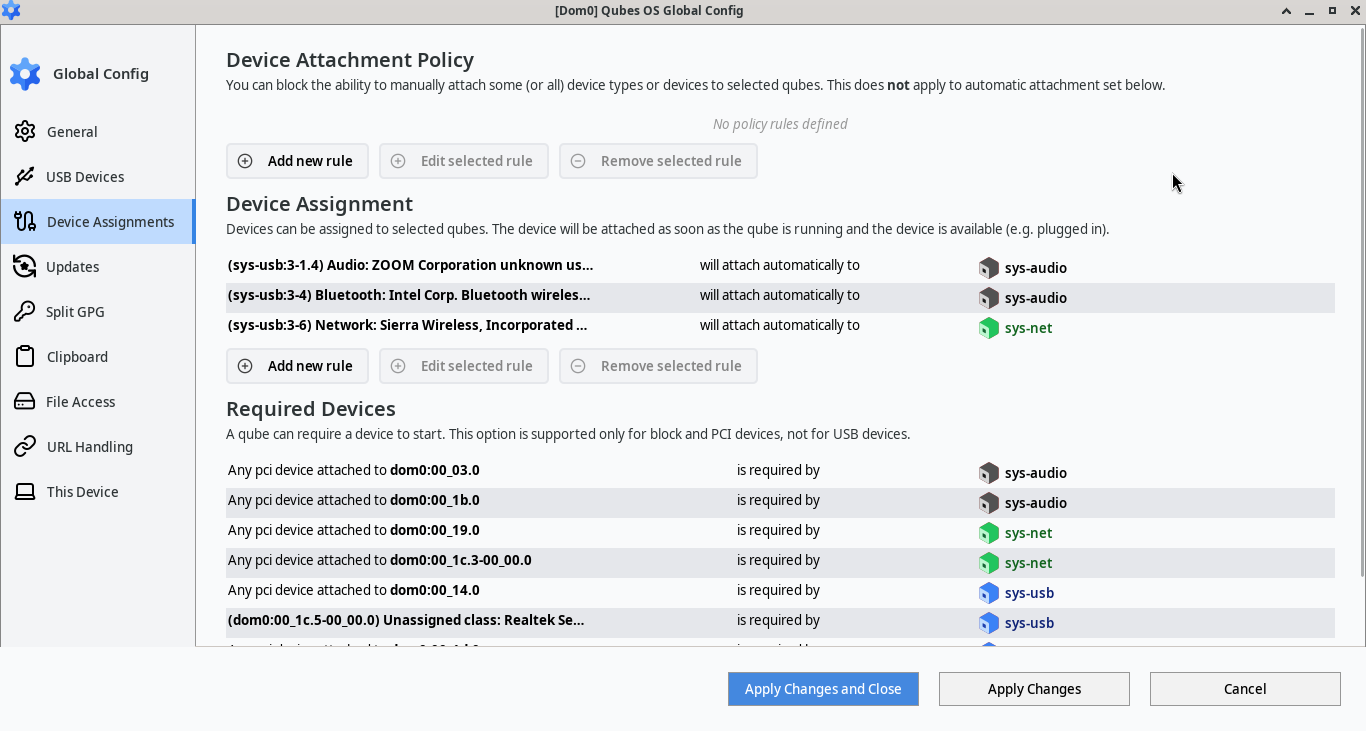 [Dom0] Qubes OS Global Config
Global Config
General
USB Devices
Device Assignments
Updates
Split GPG
Clipboard
File Access
URL Handling
This Device
Device Attachment Policy
You can block the ability to manually attach some (or all) device types or devices to selected qubes. This does not apply to automatic attachment set below.
No policy rules defined
Add new rule Edit selected rule Remove selected rule
Device Assignment
Devices can be assigned to selected qubes. The device will be attached as soon as the qube is running and the device is available (e.g. plugged in).
(sys-usb:3-1.4) Audio: ZOOM Corporation unknown us... will attach automatically to sys-audio
(sys-usb:3-4) Bluetooth: Intel Corp. Bluetooth wireles... will attach automatically to sys-audio
(sys-usb:3-6) Network: Sierra Wireless, Incorporated ... will attach automatically to sys-net
Add new rule Edit selected rule Remove selected rule
Required Devices
A qube can require a device to start. This option is supported only for block and PCI devices, not for USB devices.
Any pci device attached to dom0:00_03.0 is required by sys-audio
Any pci device attached to dom0:00_1b.0 is required by sys-audio
Any pci device attached to dom0:00_19.0 is required by sys-net
Any pci device attached to dom0:00_1c.3-00_00.0 is required by sys-net
Any pci device attached to dom0:00_14.0 is required by sys-usb
(dom0:00_1c.5-00_00.0) Unassigned class: Realtek Se... is required by sys-usb
Apply Changes and Close Apply Changes Cancel